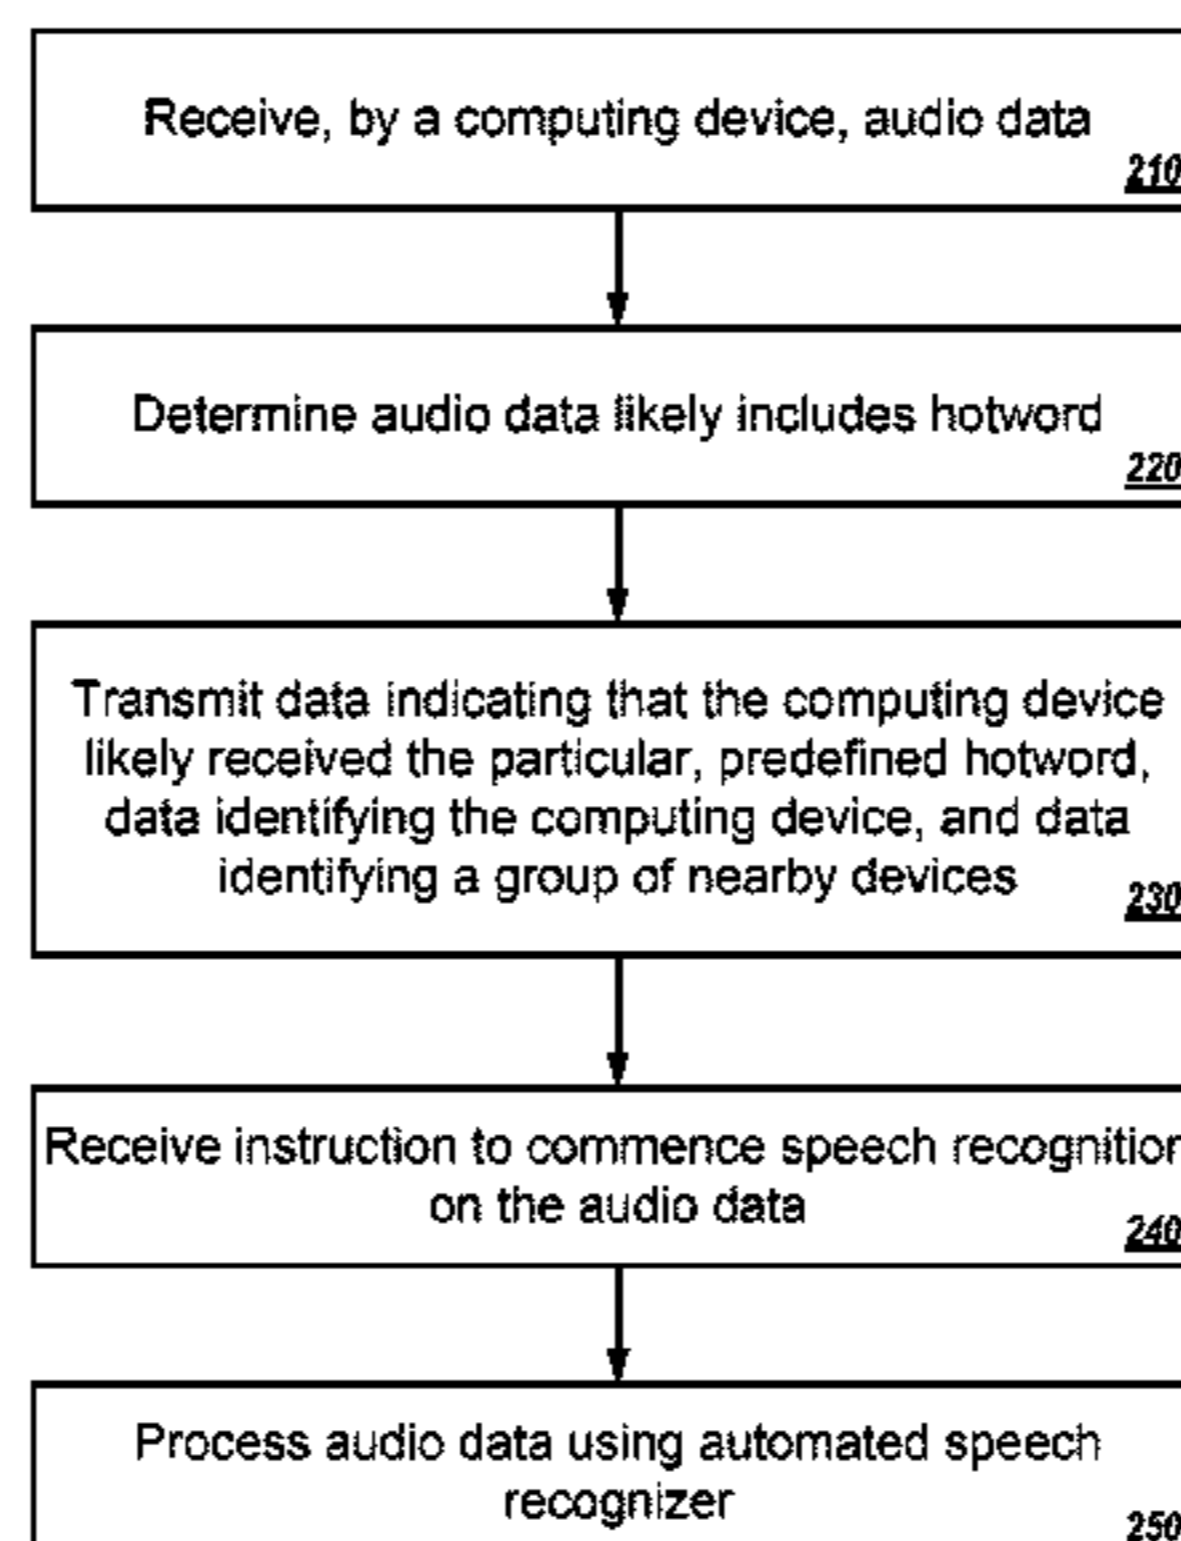 Receive, by a computing device, audio data
210
Determine audio data likely includes hotword
220
Transmit data indicating that the computing device
likely received the particular, predefined hotword,
data identifying the computing device, and data
identifying a group of nearby devices
230
Receive instruction to commence speech recognition
on the audio data
240
Process audio data using automated speech
recognizer
250